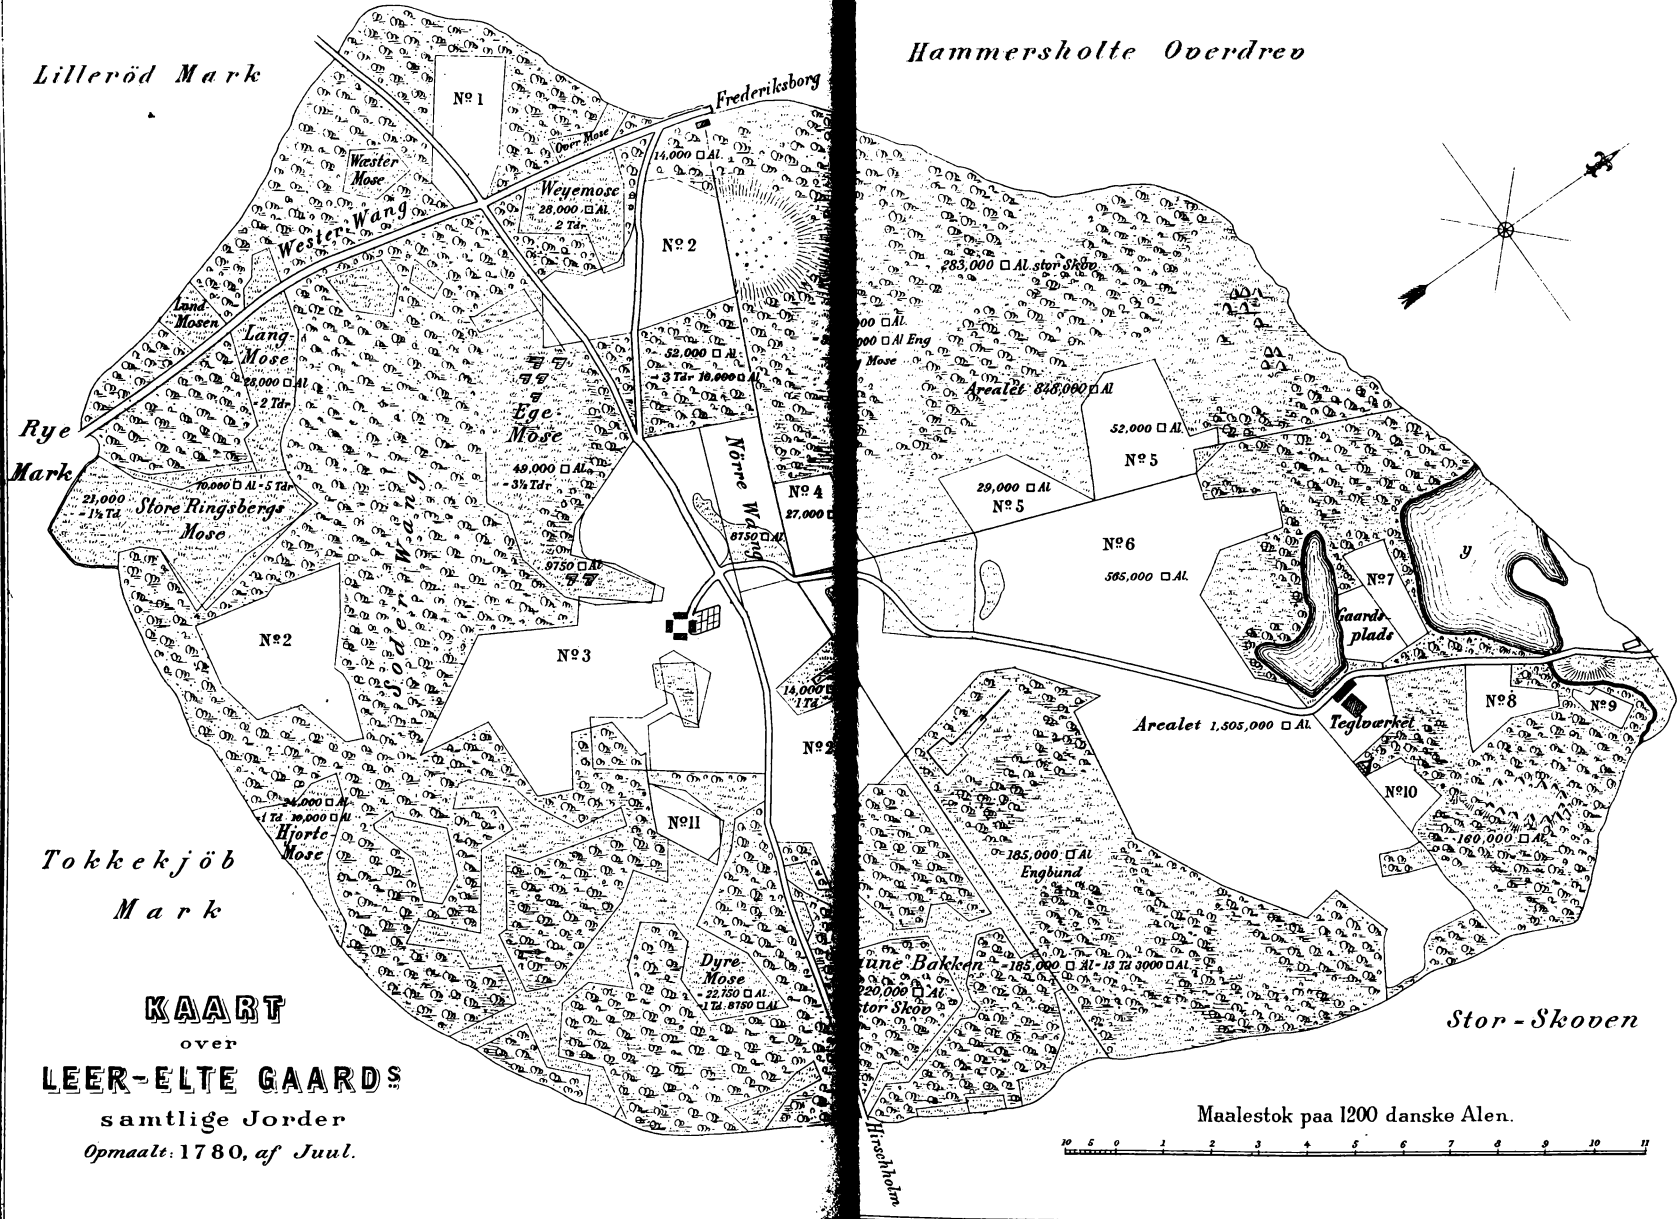 Lilleröd Mark
Hammersholte Overdrev
Frederiksborg
Nº 1
Over Mose
14,000 □ Al.
Wæster
Mose
Weyemose
28,000 □ Al.
2 Tdr.
Wester Wang
Nº 2
283,000 □ Al. stor Skov
Lund-
Mosen
Lang-
Mose
28,000 □ Al
- 2 Tdr
52,000 □ Al.
- 3 Tdr 10,000 □ Al
000 □ Al.
000 □ Al Eng
Mose
Arealet 848,000 □ Al
Ege-
Mose
49,000 □ Al.
- 3½ Tdr
52,000 □ Al.
Nº 5
Rye
Mark
70,000 □ Al - 5 Tdr
21,000
- 1½ Td.
Store Ringsbergs
Mose
Nörre Wang
Nº 4
27,000 □
8750 □ Al.
29,000 □ Al
Nº 5
Nº 6
565,000 □ Al.
y
9750 □ Al
Nº 7
Gaards-
plads
Söder Wang
Nº 2
Nº 3
14,000
1 Td
Nº 2
Arealet 1,505,000 □ Al.
Teglværket
Nº 8
Nº 9
Nº 10
24,000 □ Al.
- 1 Td 10,000 □ Al
Hjorte-
Mose
Nº 11
160,000 □ Al.
185,000 □ Al
Engbund
Tokkekjöb
Mark
Dyre-
Mose
- 22,750 □ Al.
- 1 Td. 8750 □ Al.
aune Bakken
185,000 □ Al - 13 Td 3000 □ Al.
220,000 □ Al
stor Skov
Stor-Skoven
KAART
over
LEER-ELTE GAARDS
samtlige Jorder
Opmaalt: 1780, af Juul.
Hirschholm
Maalestok paa 1200 danske Alen.
10 5 0 1 2 3 4 5 6 7 8 9 10 11